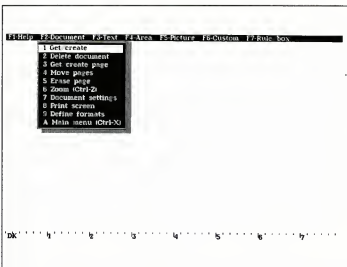 F1-Help F2-Document F3-Text F4-Area F5-Picture F6-Custom F7-Rule, box
1 Get/create
2 Delete document
3 Get/create page
4 Move pages
5 Erase page
6 Zoom (Ctrl-Z)
7 Document settings
8 Print screen
9 Define formats
A Main menu (Ctrl-X)
DK 1 2 3 4 5 6 7